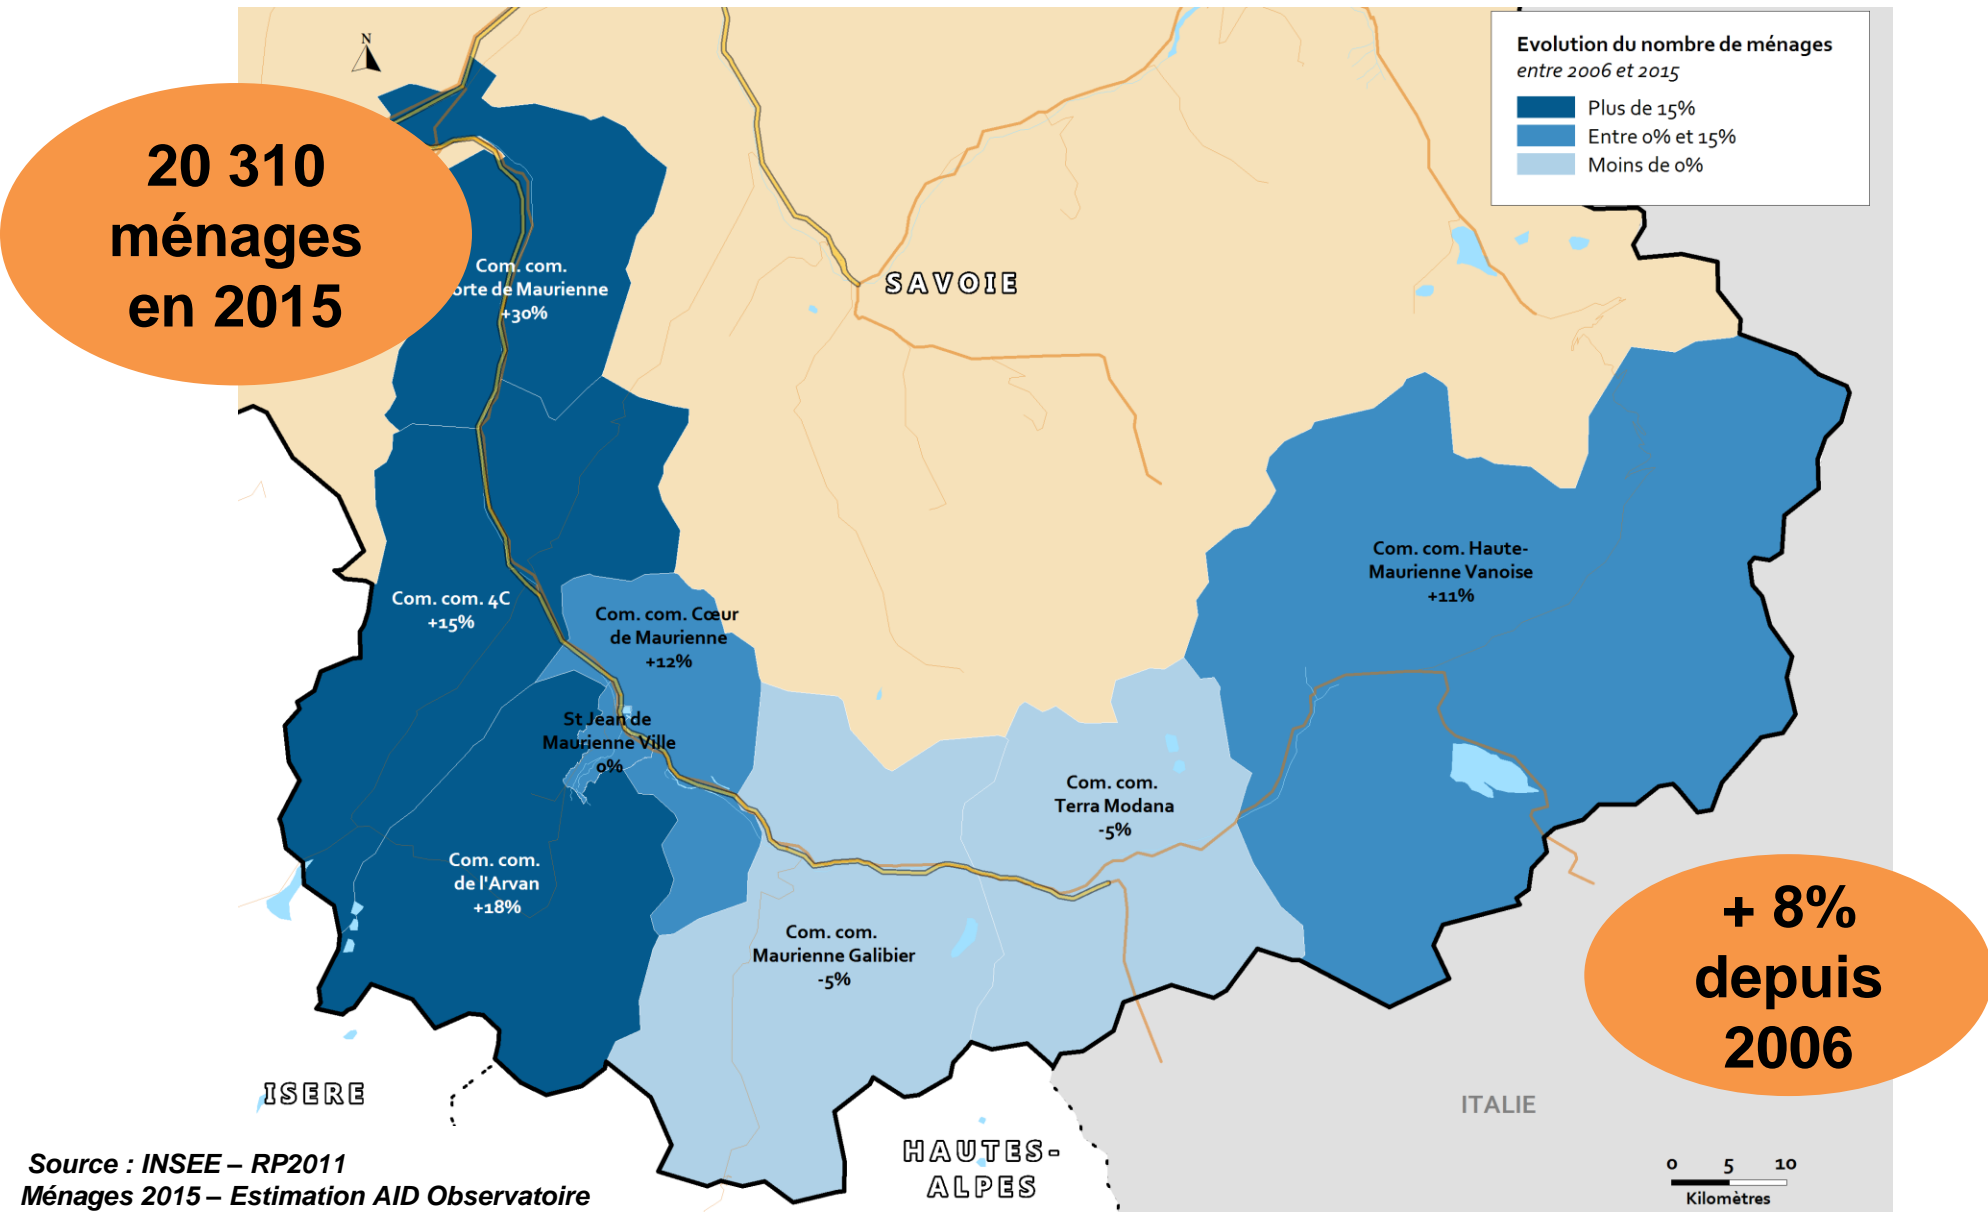 N
Evolution du nombre de ménages
entre 2006 et 2015
Plus de 15%
Entre 0% et 15%
Moins de 0%
20 310
ménages
en 2015
Com. com.
orte de Maurienne
+30%
SAVOIE
Com. com. Haute-
Maurienne Vanoise
+11%
Com. com. 4C
+15%
Com. com. Cœur
de Maurienne
+12%
St Jean de
Maurienne Ville
0%
Com. com.
Terra Modana
-5%
Com. com.
de l'Arvan
+18%
Com. com.
Maurienne Galibier
-5%
+ 8%
depuis
2006
ISERE
ITALIE
HAUTES-
ALPES
0 5 10
Kilomètres
Source : INSEE – RP2011
Ménages 2015 – Estimation AID Observatoire